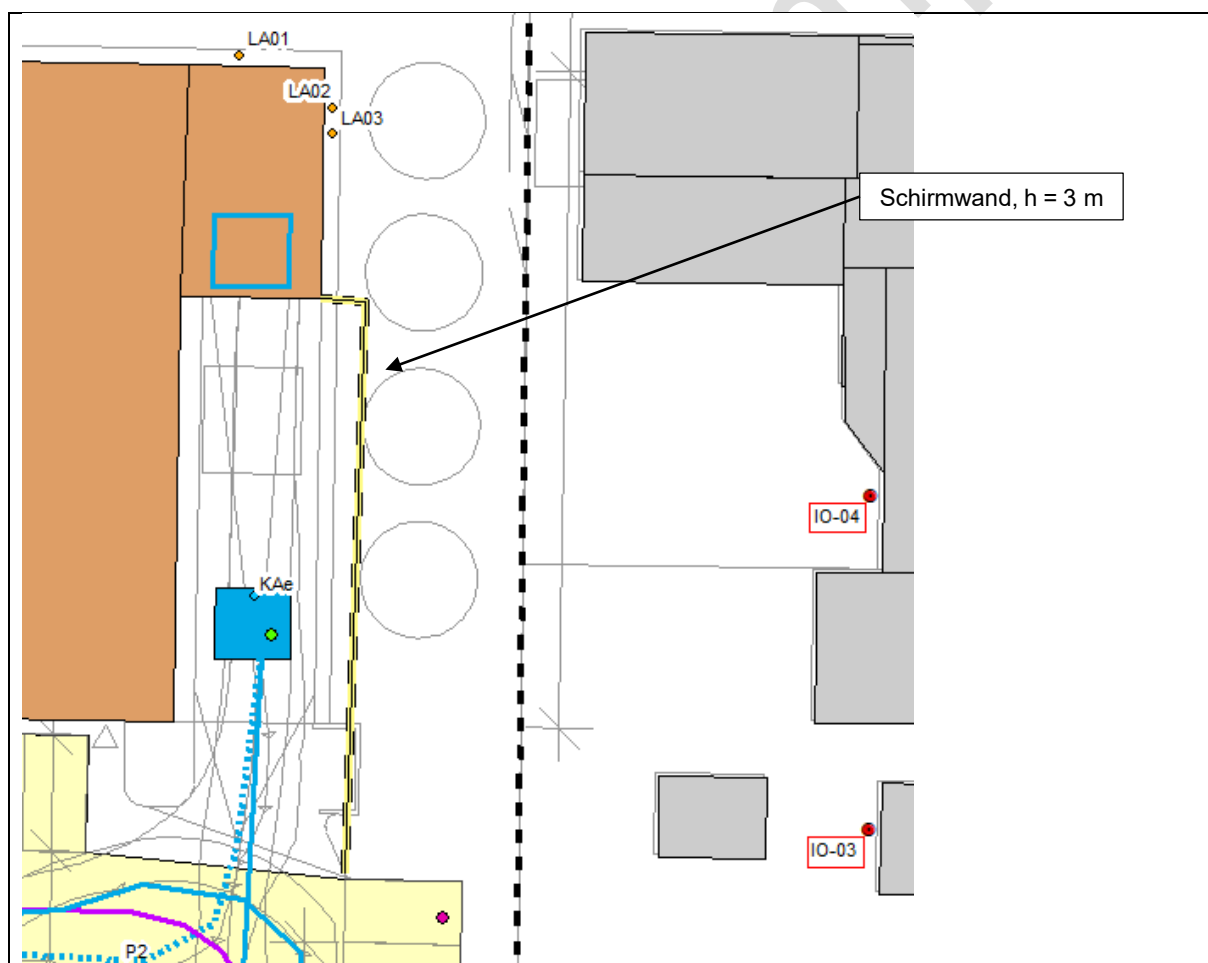 LA01
LA02
LA03
Schirmwand, h = 3 m
IO-04
KAe
IO-03
P2